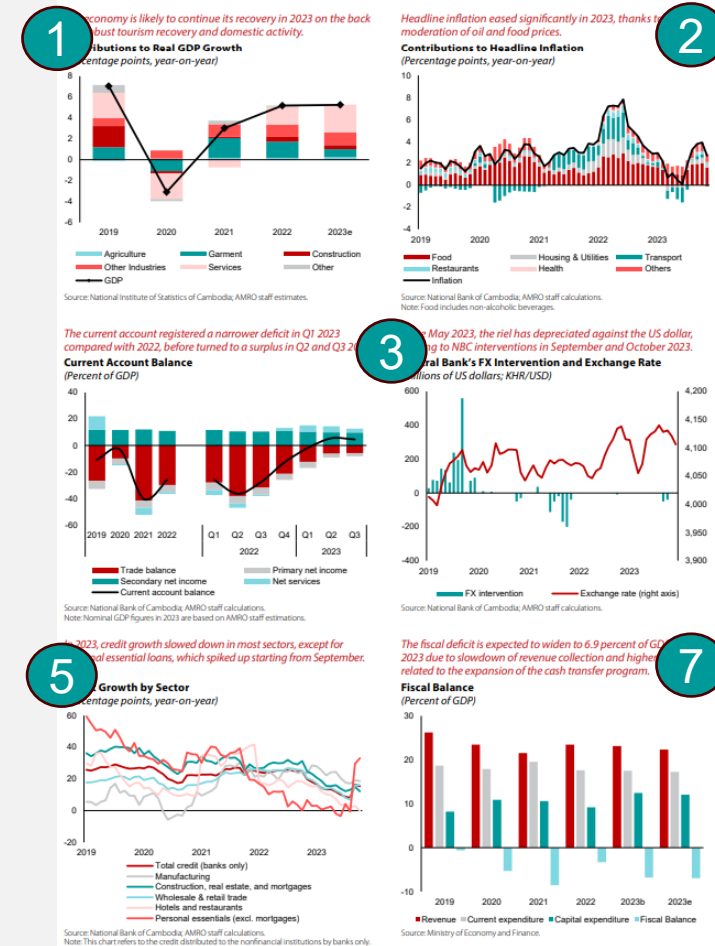 1
economy is likely to continue its recovery in 2023 on the back
bust tourism recovery and domestic activity.
tributions to Real GDP Growth
centage points, year-on-year)
8
6
4
2
0
-2
-4
-6
2019 2020 2021 2022 2023e
Agriculture Garment Construction
Other Industries Services Other
GDP
Source: National Institute of Statistics of Cambodia; AMRO staff estimates.
2
Headline inflation eased significantly in 2023, thanks
moderation of oil and food prices.
Contributions to Headline Inflation
(Percentage points, year-on-year)
10
8
6
4
2
0
-2
-4
2019 2020 2021 2022 2023
Food Housing & Utilities Transport
Restaurants Health Others
Inflation
Source: National Bank of Cambodia; AMRO staff calculations.
Note: Food includes non-alcoholic beverages.
The current account registered a narrower deficit in Q1 2023
compared with 2022, before turned to a surplus in Q2 and Q3
Current Account Balance
(Percent of GDP)
40
20
0
-20
-40
-60
2019 2020 2021 2022 Q1 Q2 Q3 Q4 Q1 Q2 Q3
2022 2023
Trade balance Primary net income
Secondary net income Net services
Current account balance
Source: National Bank of Cambodia; AMRO staff calculations.
Note: Nominal GDP figures in 2023 are based on AMRO staff estimations.
3
May 2023, the riel has depreciated against the US dollar,
to NBC interventions in September and October 2023.
ral Bank's FX Intervention and Exchange Rate
llions of US dollars; KHR/USD)
600 4,200
400 4,150
200 4,100
4,050
0
4,000
-200 3,950
-400 3,900
2019 2020 2021 2022 2023
FX intervention Exchange rate (right axis)
Source: National Bank of Cambodia; AMRO staff calculations.
5
2023, credit growth slowed down in most sectors, except for
nal essential loans, which spiked up starting from September.
Growth by Sector
centage points, year-on-year)
60
40
20
0
-20
2019 2020 2021 2022 2023
Total credit (banks only)
Manufacturing
Construction, real estate, and mortgages
Wholesale & retail trade
Hotels and restaurants
Personal essentials (excl. mortgages)
Source: National Bank of Cambodia; AMRO staff calculations.
Note: This chart refers to the credit distributed to the nonfinancial institutions by banks only.
7
The fiscal deficit is expected to widen to 6.9 percent of
2023 due to slowdown of revenue collection and higher
related to the expansion of the cash transfer program.
Fiscal Balance
(Percent of GDP)
30
20
10
0
-10
2019 2020 2021 2022 2023b 2023e
Revenue Current expenditure Capital expenditure Fiscal Balance
Source: Ministry of Economy and Finance.